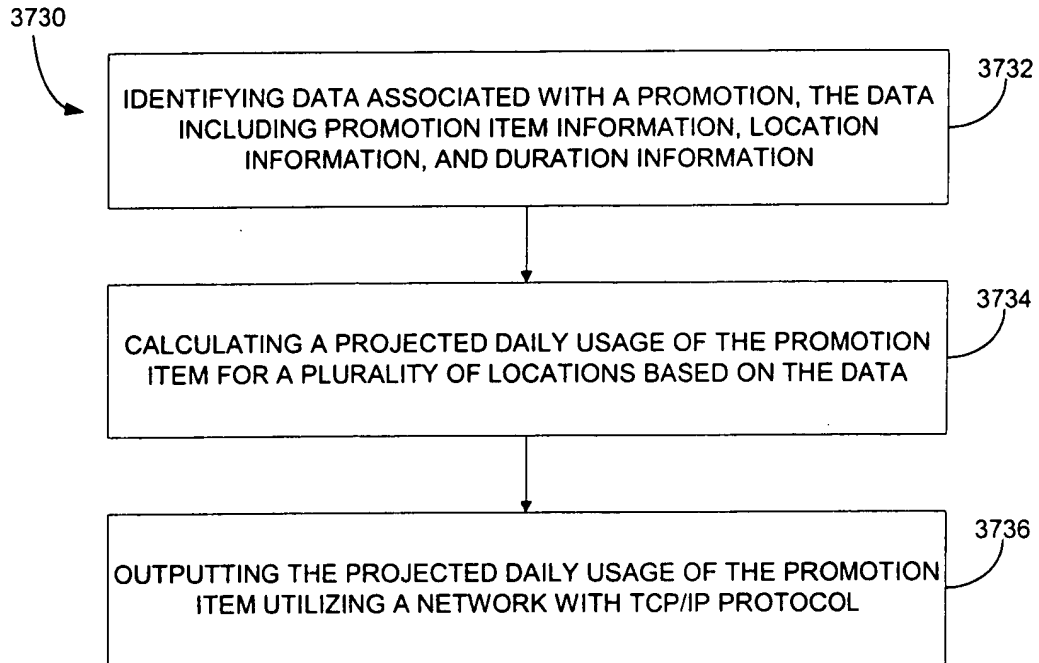 3730
3732
IDENTIFYING DATA ASSOCIATED WITH A PROMOTION, THE DATA
INCLUDING PROMOTION ITEM INFORMATION, LOCATION
INFORMATION, AND DURATION INFORMATION
3734
CALCULATING A PROJECTED DAILY USAGE OF THE PROMOTION
ITEM FOR A PLURALITY OF LOCATIONS BASED ON THE DATA
3736
OUTPUTTING THE PROJECTED DAILY USAGE OF THE PROMOTION
ITEM UTILIZING A NETWORK WITH TCP/IP PROTOCOL